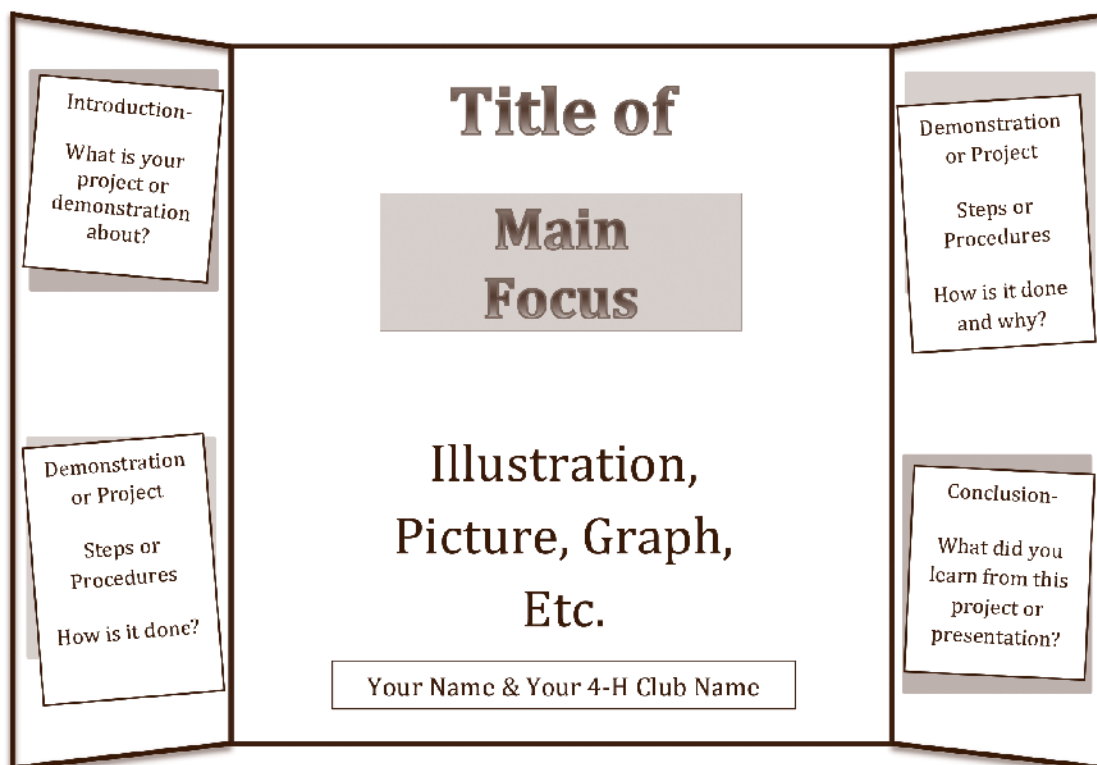 Introduction-
What is your
project or
demonstration
about?
Demonstration
or Project
Steps or
Procedures
How is it done?
Title of
Main
Focus
Illustration,
Picture, Graph,
Etc.
Your Name & Your 4-H Club Name
Demonstration
or Project
Steps or
Procedures
How is it done
and why?
Conclusion-
What did you
learn from this
project or
presentation?